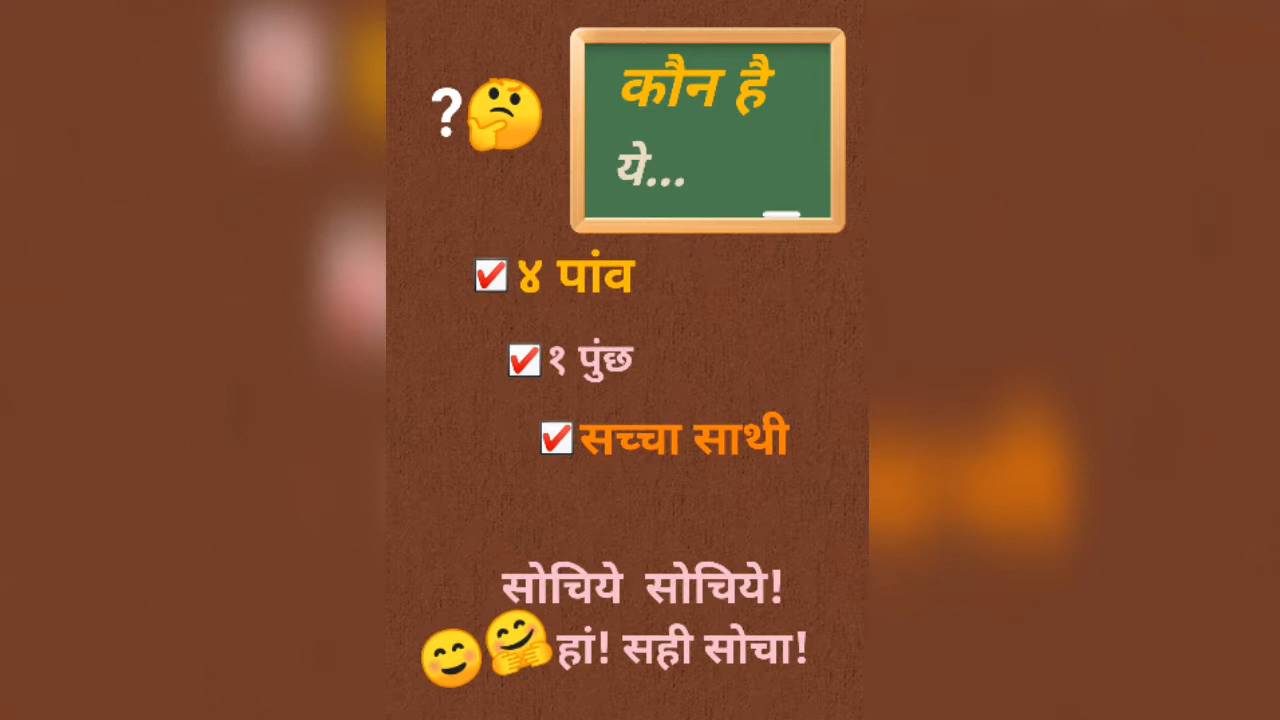 ?
कौन है
ये...
४ पांव
१ पुंछ
सच्चा साथी
सोचिये सोचिये!
हां! सही सोचा!